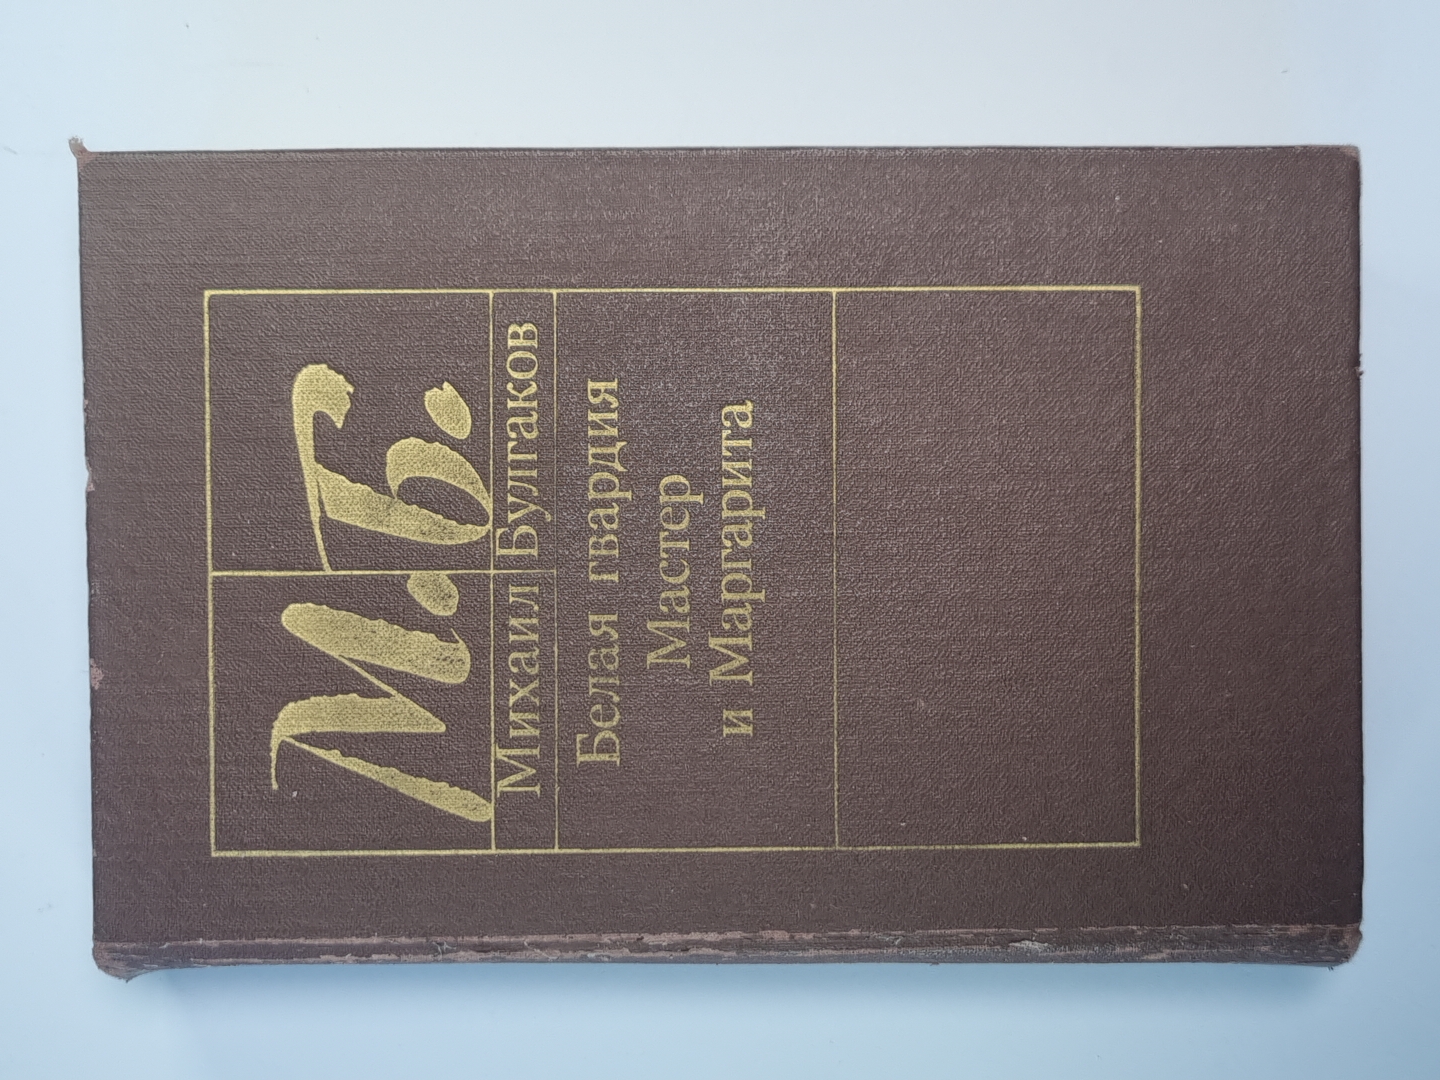 М.Б.
Михаил Булгаков
Белая гвардия
Мастер
и Маргарита